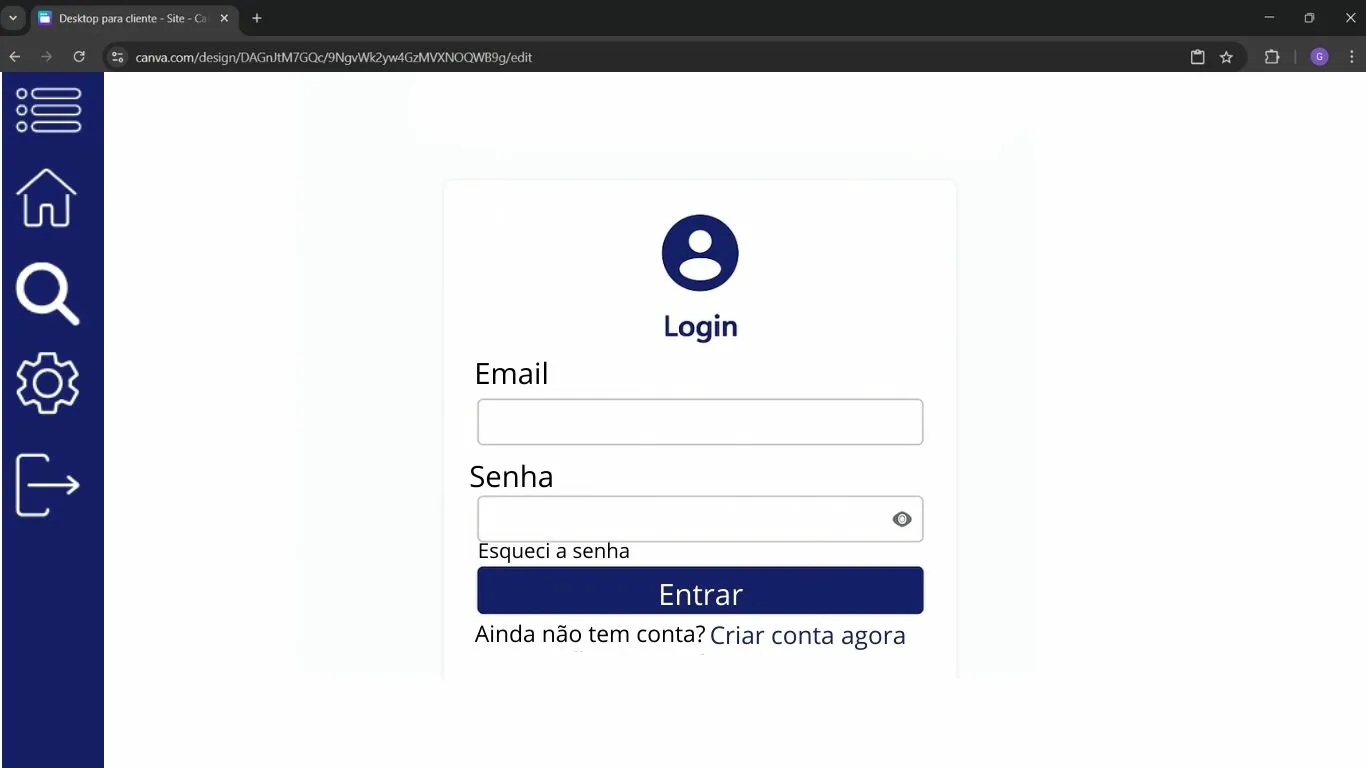 Desktop para cliente - Site - Ca
canva.com/design/DAGnJtM7GQc/9NgvWk2yw4GzMVXNOQWB9g/edit
G
Login
Email
Senha
Esqueci a senha
Entrar
Ainda não tem conta? Criar conta agora